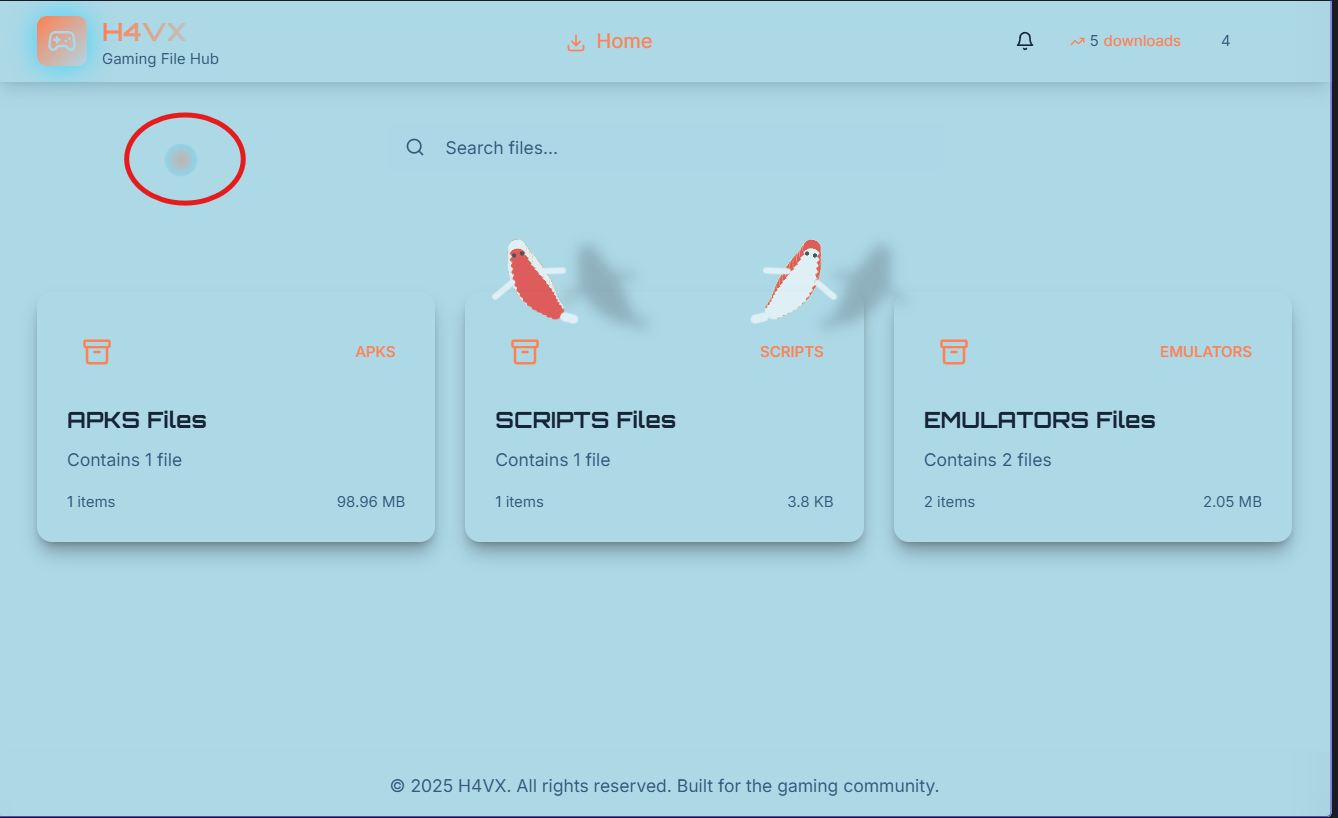 H4VX
Gaming File Hub
Home
5 downloads
4
Search files...
APKS
APKS Files
Contains 1 file
1 items
98.96 MB
SCRIPTS
SCRIPTS Files
Contains 1 file
1 items
3.8 KB
EMULATORS
EMULATORS Files
Contains 2 files
2 items
2.05 MB
© 2025 H4VX. All rights reserved. Built for the gaming community.